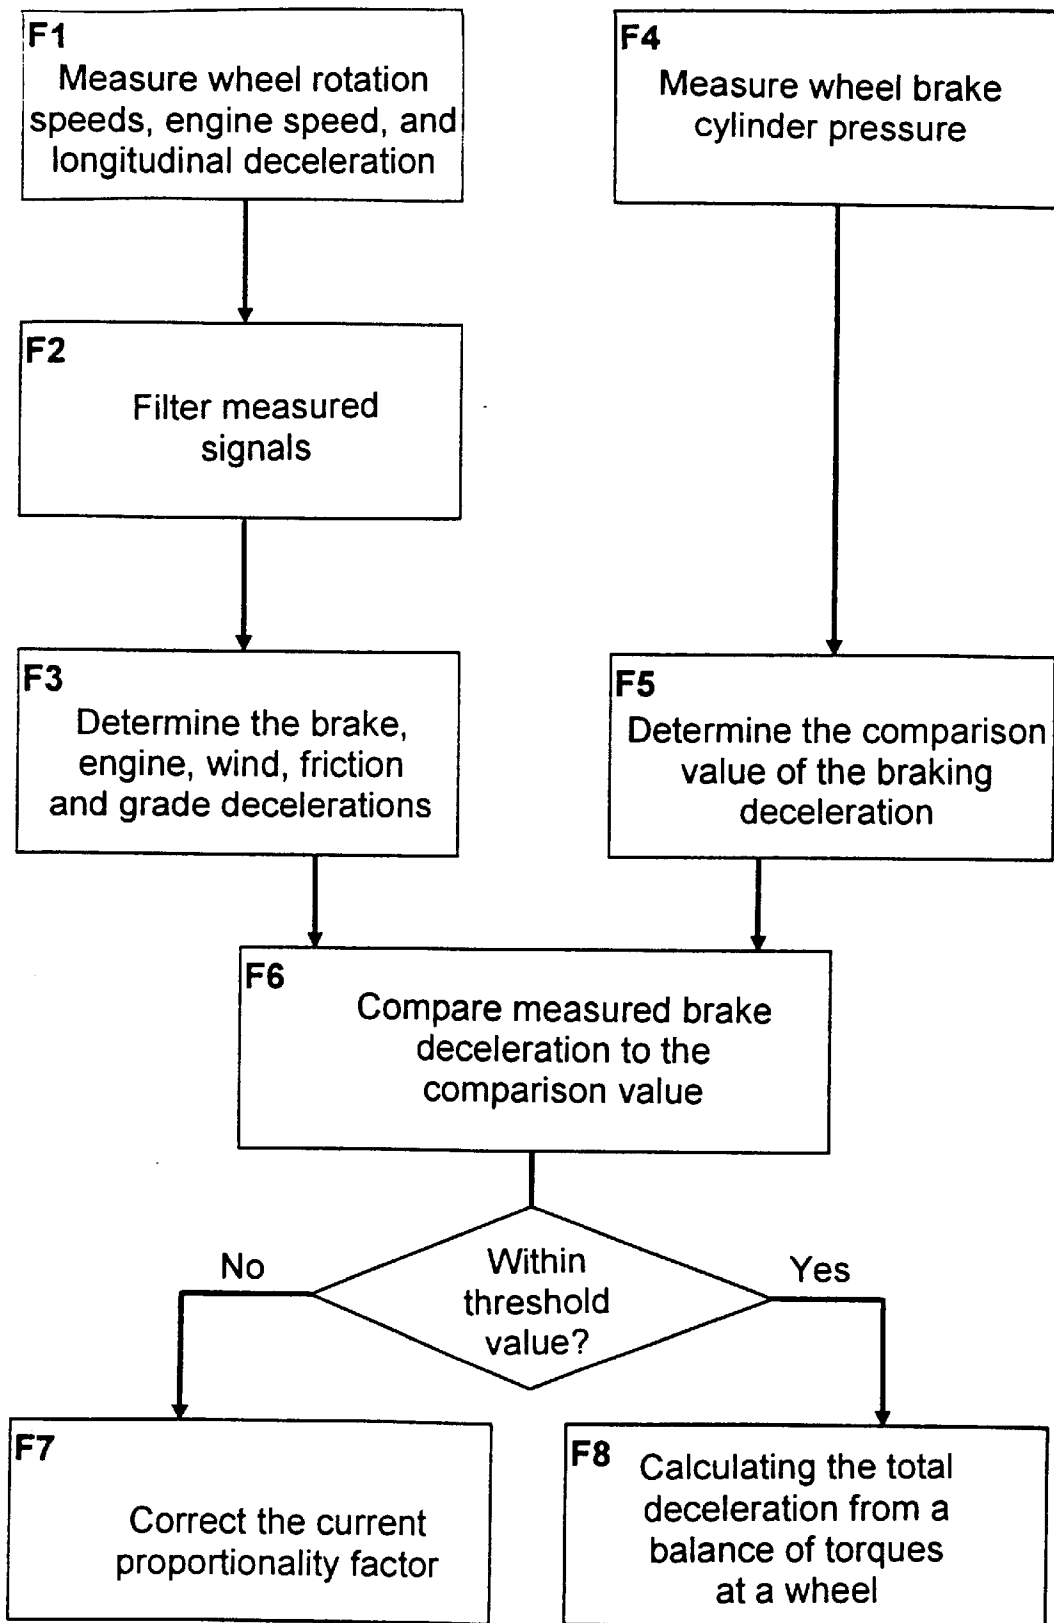 F1
Measure wheel rotation
speeds, engine speed, and
longitudinal deceleration
F4
Measure wheel brake
cylinder pressure
F2
Filter measured
signals
F3
Determine the brake,
engine, wind, friction
and grade decelerations
F5
Determine the comparison
value of the braking
deceleration
F6
Compare measured brake
deceleration to the
comparison value
No
Within
threshold
value?
Yes
F7
Correct the current
proportionality factor
F8
Calculating the total
deceleration from a
balance of torques
at a wheel